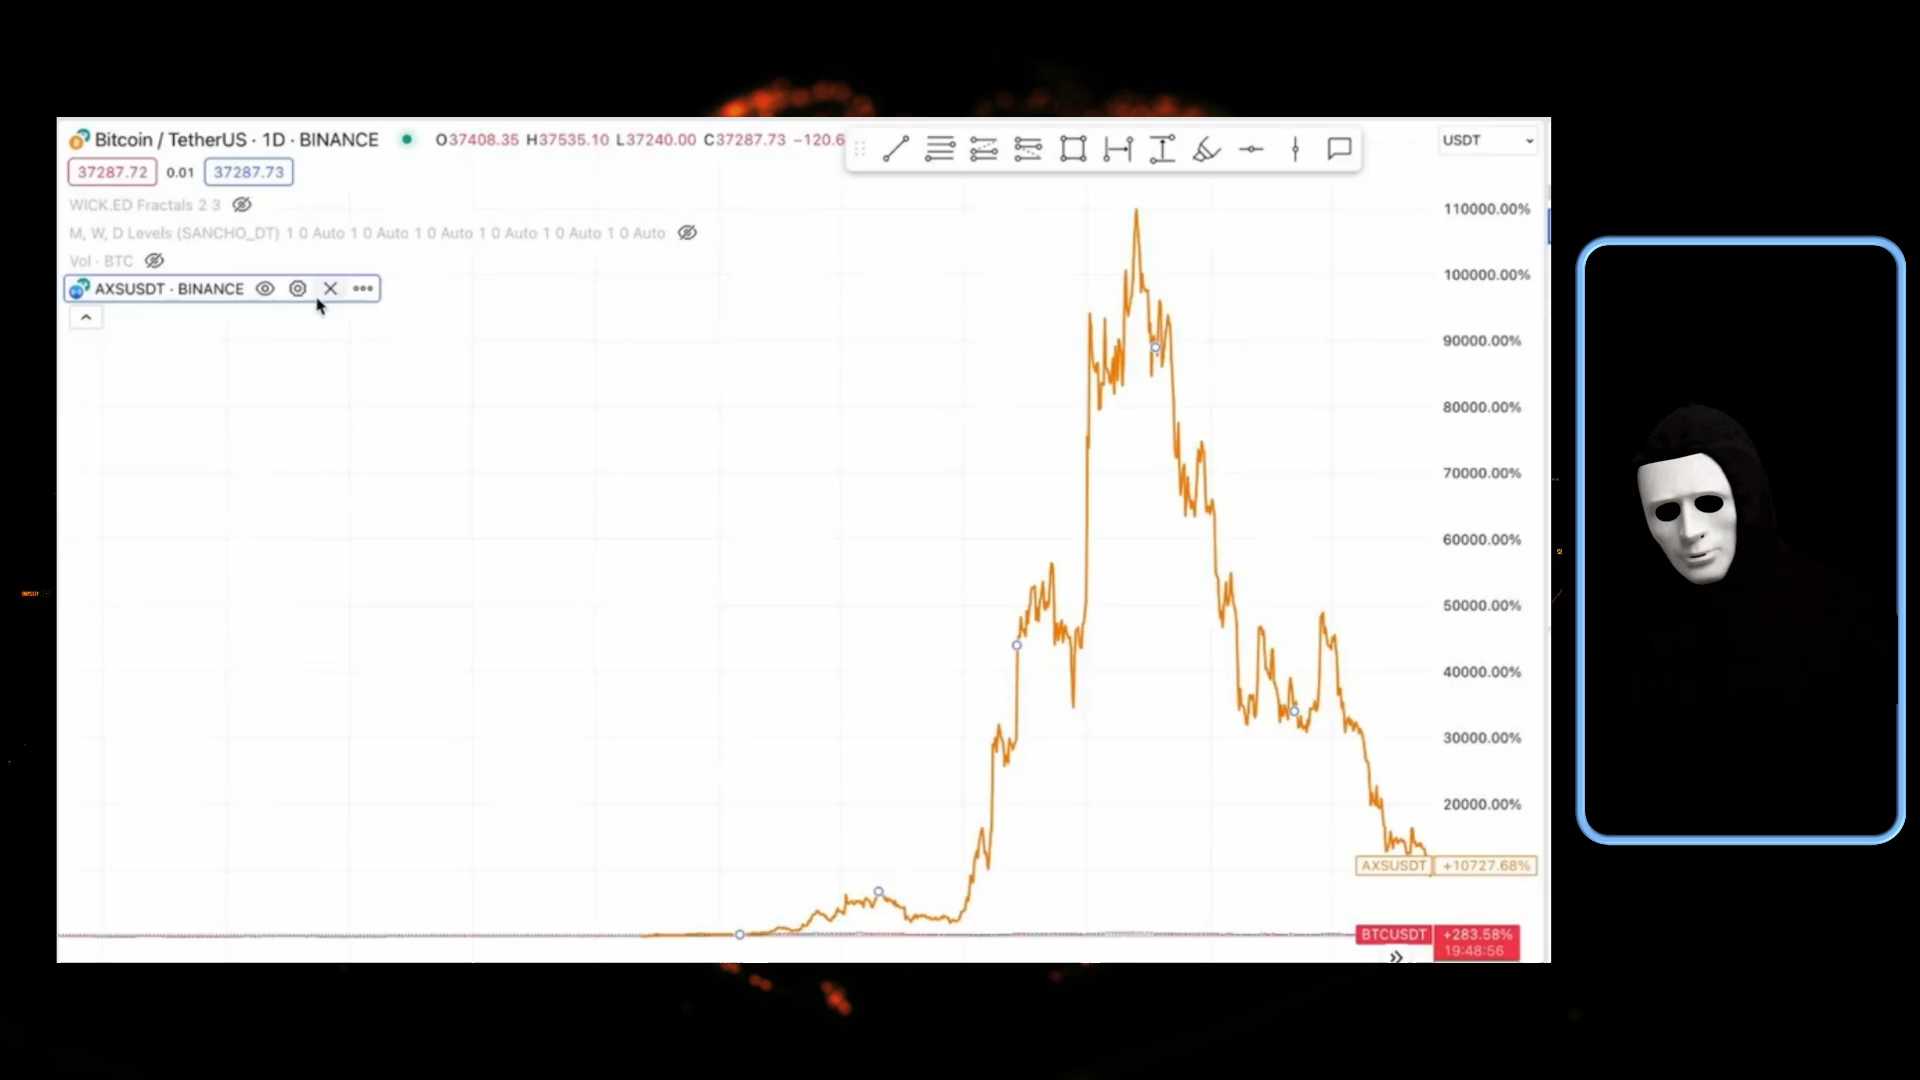 Bitcoin / TetherUS · 1D · BINANCE
O37408.35 H37535.10 L37240.00 C37287.73 −120.6
USDT
37287.72 0.01 37287.73
WICK.ED Fractals 2 3
M, W, D Levels (SANCHO_DT) 1 0 Auto 1 0 Auto 1 0 Auto 1 0 Auto 1 0 Auto 1 0 Auto
Vol · BTC
AXSUSDT · BINANCE
110000.00%
100000.00%
90000.00%
80000.00%
70000.00%
60000.00%
50000.00%
40000.00%
30000.00%
20000.00%
AXSUSDT +10727.68%
BTCUSDT +283.58%
19:48:56